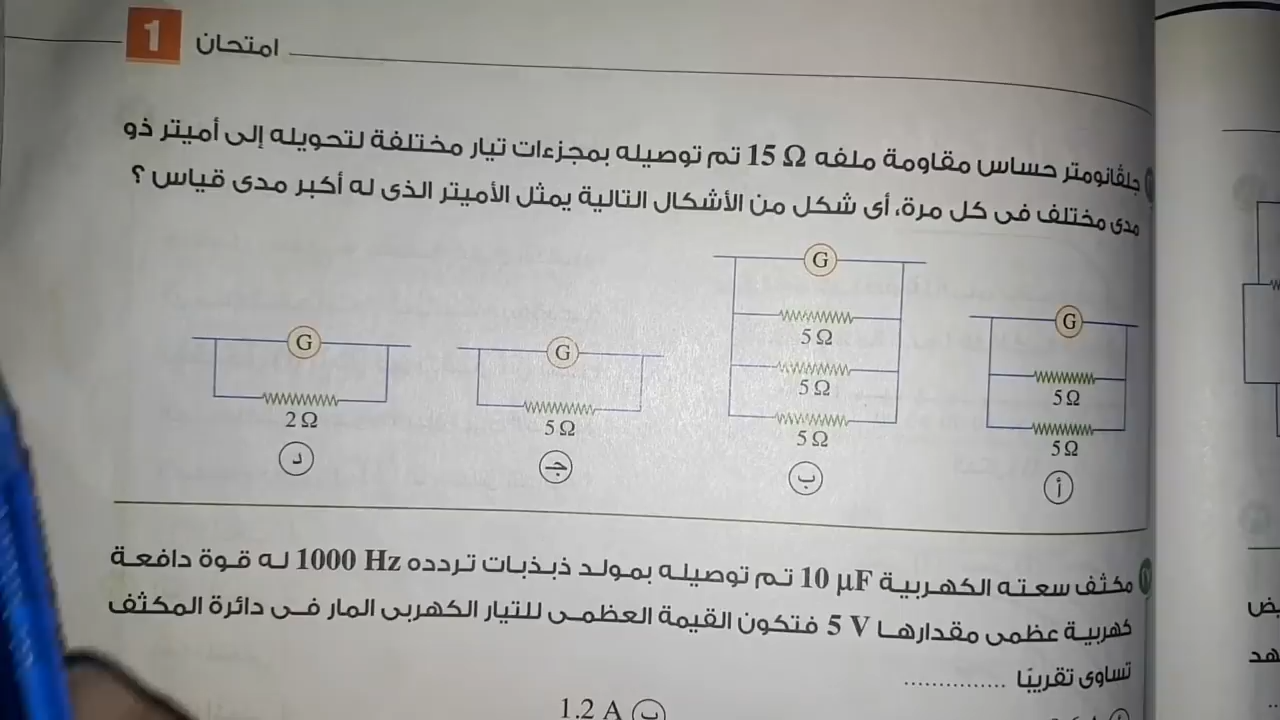 امتحان 1
جلڤانومتر حساس مقاومة ملفه 15 Ω تم توصيله بمجزءات تيار مختلفة لتحويله إلى أميتر ذو
مدى مختلف فى كل مرة، أى شكل من الأشكال التالية يمثل الأميتر الذى له أكبر مدى قياس ؟
G
5 Ω
5 Ω
أ
G
5 Ω
5 Ω
5 Ω
ب
G
5 Ω
جـ
G
2 Ω
د
مكثف سعته الكهربية 10 μF تم توصيله بمولد ذبذبات تردده 1000 Hz له قوة دافعة
كهربية عظمى مقدارها 5 V فتكون القيمة العظمى للتيار الكهربى المار فى دائرة المكثف
تساوى تقريبًا ...............
ب 1.2 A